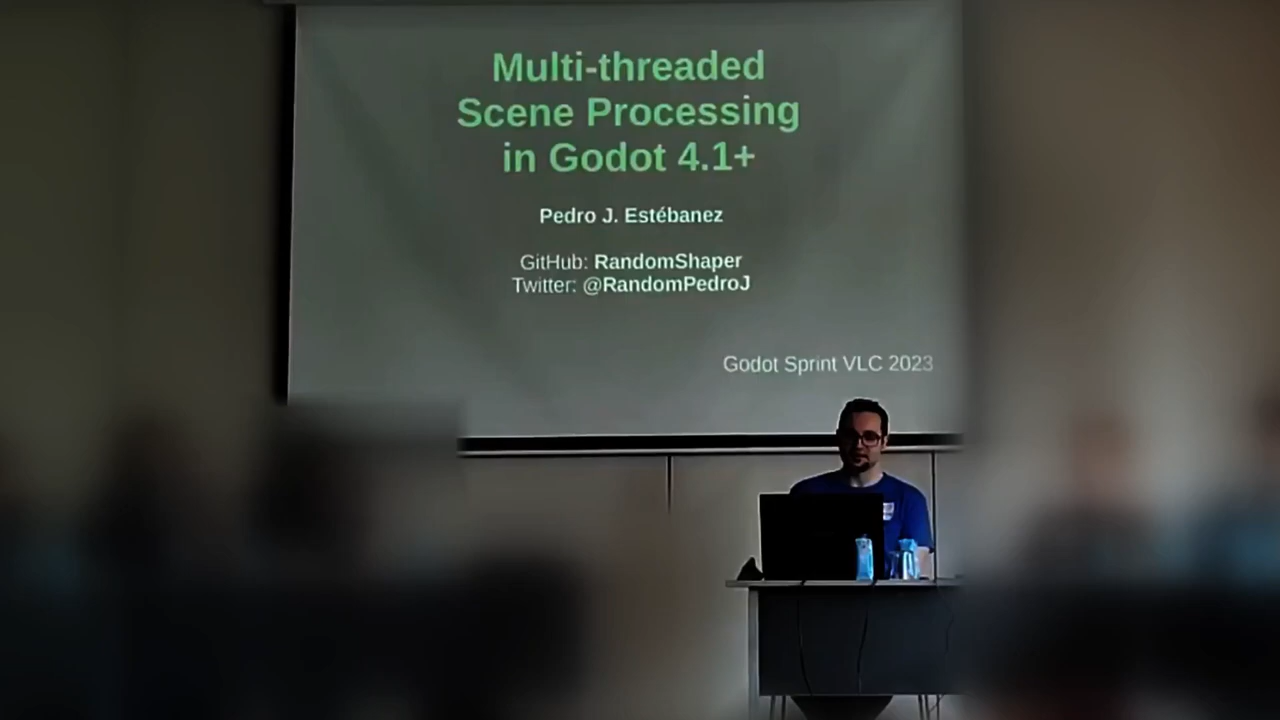 Multi-threaded
Scene Processing
in Godot 4.1+
Pedro J. Estébanez
GitHub: RandomShaper
Twitter: @RandomPedroJ
Godot Sprint VLC 2023